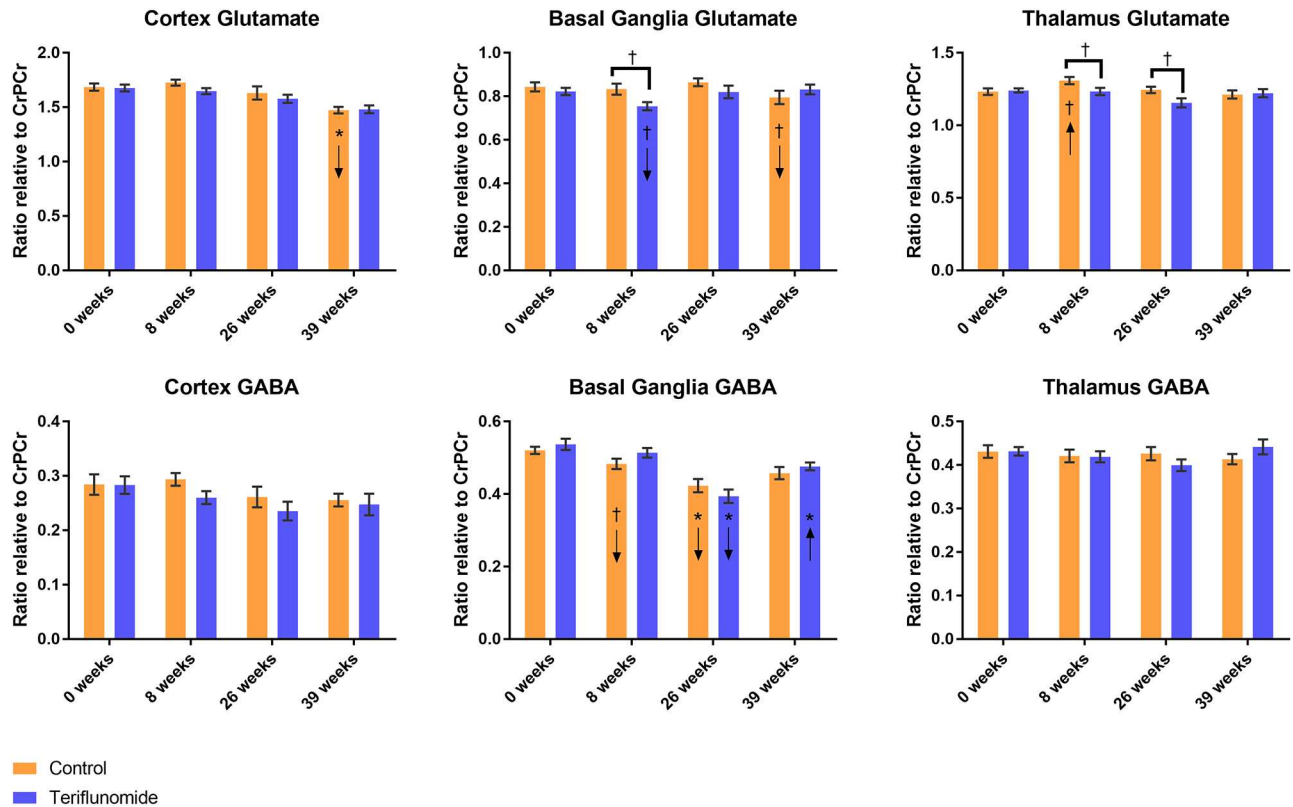 Cortex Glutamate
Ratio relative to CrPCr
2.0
1.5
1.0
0.5
0.0
*
0 weeks
8 weeks
26 weeks
39 weeks
Basal Ganglia Glutamate
Ratio relative to CrPCr
1.0
0.8
0.6
0.4
0.2
0.0
†
†
†
0 weeks
8 weeks
26 weeks
39 weeks
Thalamus Glutamate
Ratio relative to CrPCr
1.5
1.0
0.5
0.0
†
†
†
0 weeks
8 weeks
26 weeks
39 weeks
Cortex GABA
Ratio relative to CrPCr
0.4
0.3
0.2
0.1
0.0
0 weeks
8 weeks
26 weeks
39 weeks
Basal Ganglia GABA
Ratio relative to CrPCr
0.6
0.4
0.2
0.0
†
* * *
*
0 weeks
8 weeks
26 weeks
39 weeks
Thalamus GABA
Ratio relative to CrPCr
0.5
0.4
0.3
0.2
0.1
0.0
0 weeks
8 weeks
26 weeks
39 weeks
Control
Teriflunomide